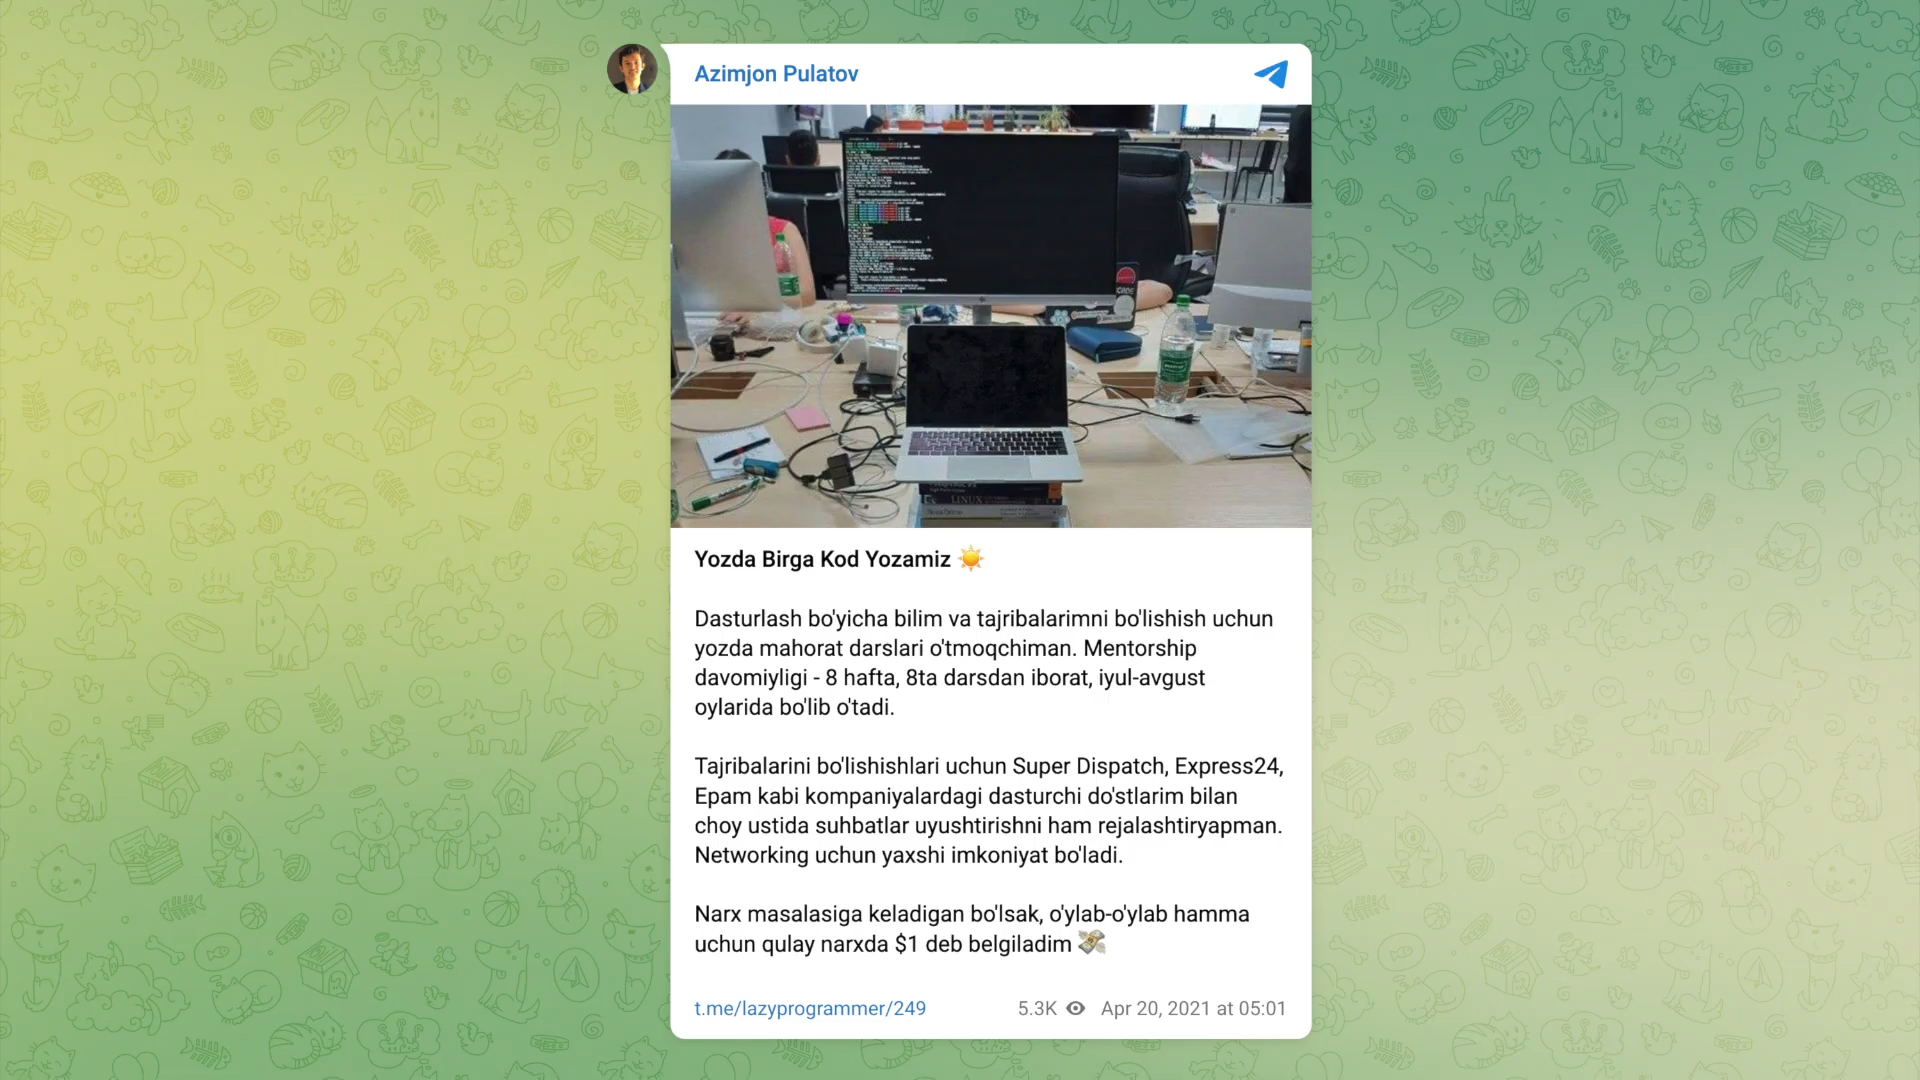 Azimjon Pulatov
LINUX
Yozda Birga Kod Yozamiz ☀️
Dasturlash bo'yicha bilim va tajribalarimni bo'lishish uchun
yozda mahorat darslari o'tmoqchiman. Mentorship
davomiyligi - 8 hafta, 8ta darsdan iborat, iyul-avgust
oylarida bo'lib o'tadi.
Tajribalarini bo'lishishlari uchun Super Dispatch, Express24,
Epam kabi kompaniyalardagi dasturchi do'stlarim bilan
choy ustida suhbatlar uyushtirishni ham rejalashtiryapman.
Networking uchun yaxshi imkoniyat bo'ladi.
Narx masalasiga keladigan bo'lsak, o'ylab-o'ylab hamma
uchun qulay narxda $1 deb belgiladim 💸
t.me/lazyprogrammer/249 5.3K Apr 20, 2021 at 05:01